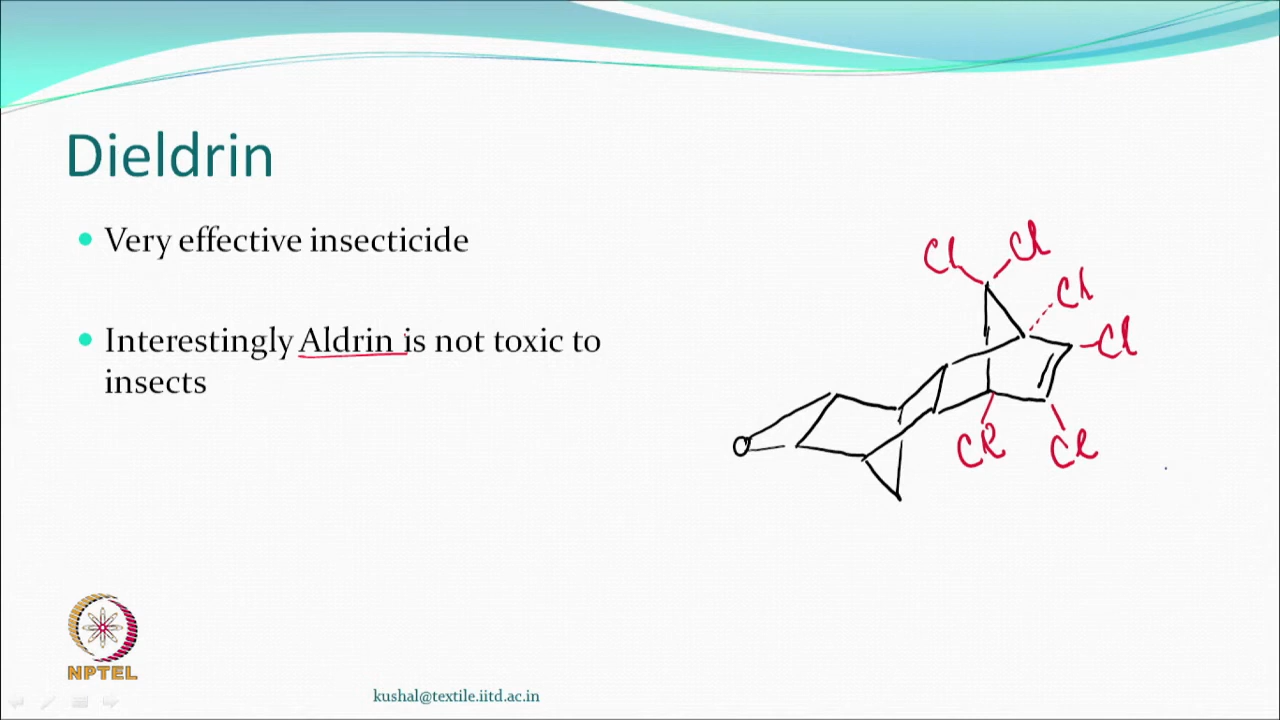 Dieldrin
Very effective insecticide
Interestingly Aldrin is not toxic to
insects
Cl Cl
Cl
Cl
O
Cl Cl
NPTEL
kushal@textile.iitd.ac.in